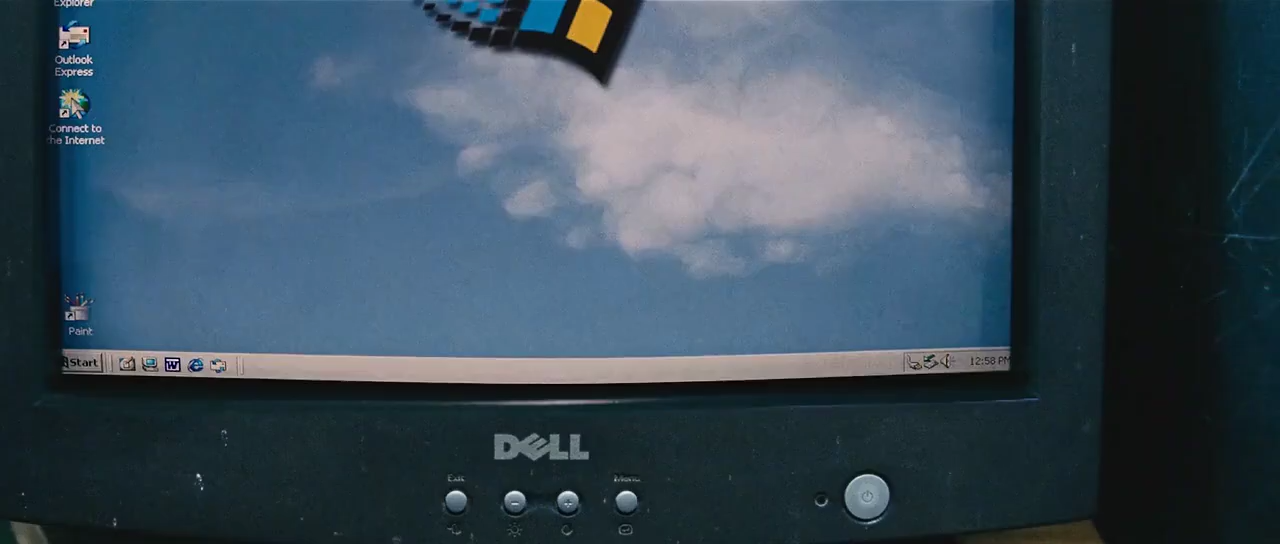 Explorer
Outlook
Express
Connect to
the Internet
Paint
Start
12:58 PM
DELL
Exit
Menu